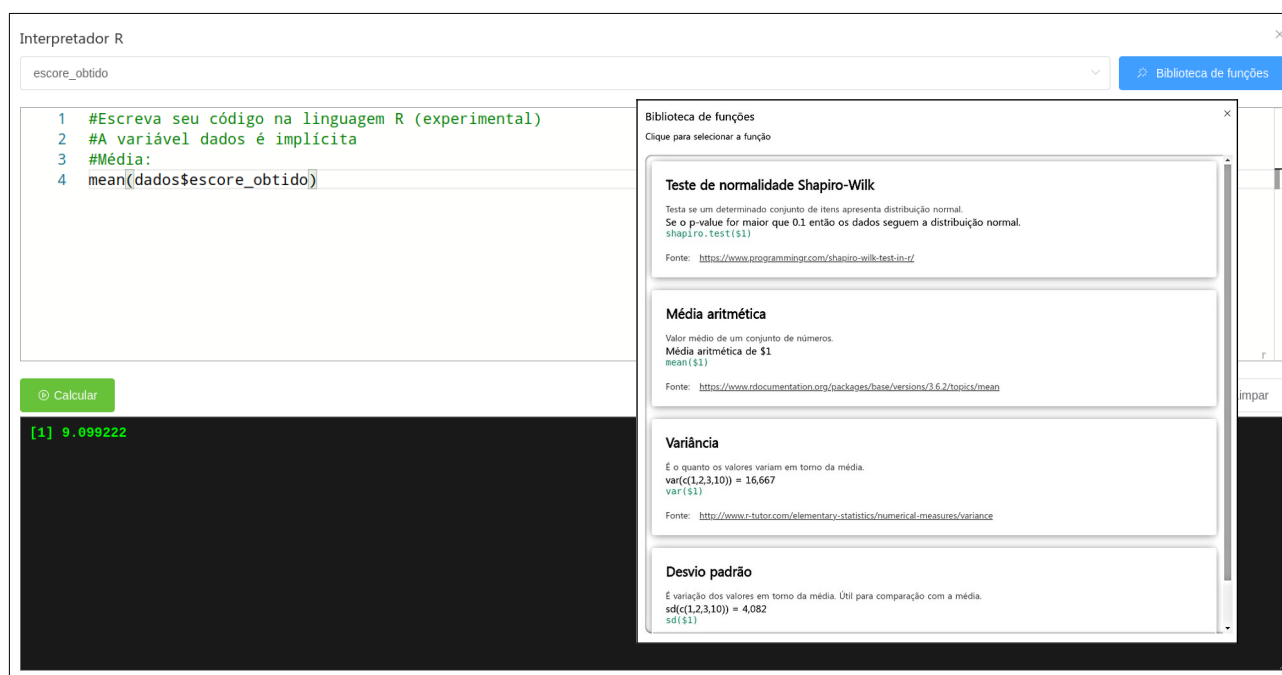 Interpretador R
×
escore_obtido
Biblioteca de funções
1 #Escreva seu código na linguagem R (experimental)
2 #A variável dados é implícita
3 #Média:
4 mean(dados$escore_obtido)
r
Calcular
impar
[1] 9.099222
Biblioteca de funções
×
Clique para selecionar a função
Teste de normalidade Shapiro-Wilk
Testa se um determinado conjunto de itens apresenta distribuição normal.
Se o p-value for maior que 0.1 então os dados seguem a distribuição normal.
shapiro.test($1)
Fonte: https://www.programmingr.com/shapiro-wilk-test-in-r/
Média aritmética
Valor médio de um conjunto de números.
Média aritmética de $1
mean($1)
Fonte: https://www.rdocumentation.org/packages/base/versions/3.6.2/topics/mean
Variância
É o quanto os valores variam em torno da média.
var(c(1,2,3,10)) = 16,667
var($1)
Fonte: http://www.r-tutor.com/elementary-statistics/numerical-measures/variance
Desvio padrão
É variação dos valores em torno da média. Útil para comparação com a média.
sd(c(1,2,3,10)) = 4,082
sd($1)